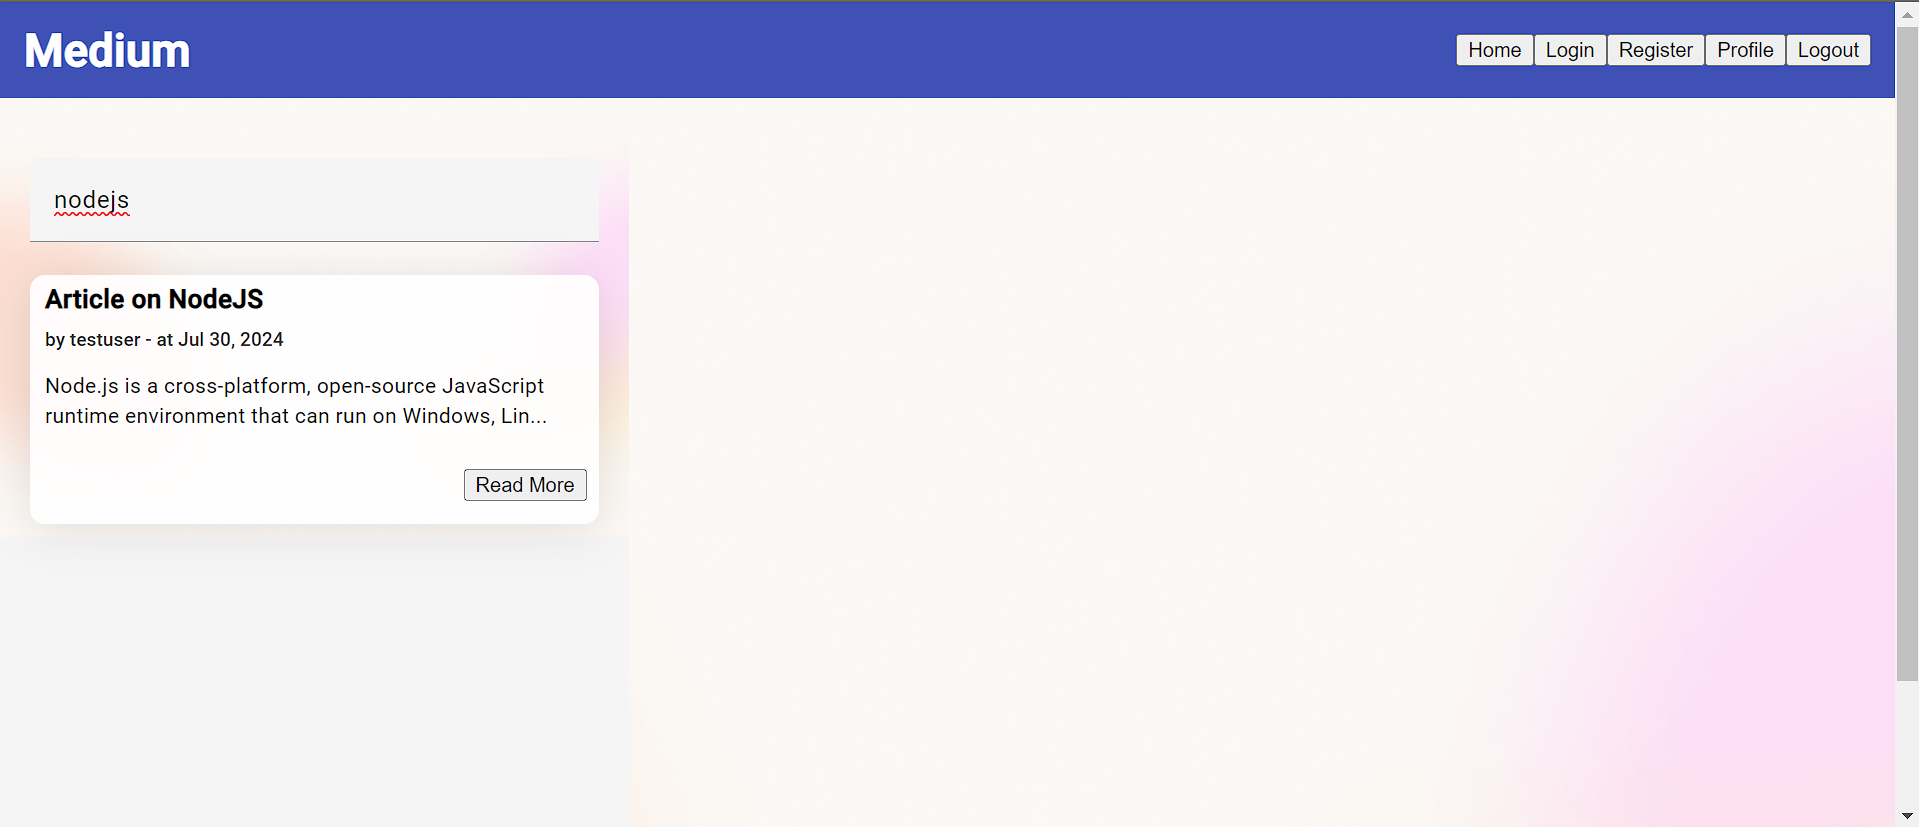 Medium
Home Login Register Profile Logout
nodejs
Article on NodeJS
by testuser - at Jul 30, 2024
Node.js is a cross-platform, open-source JavaScript
runtime environment that can run on Windows, Lin...
Read More